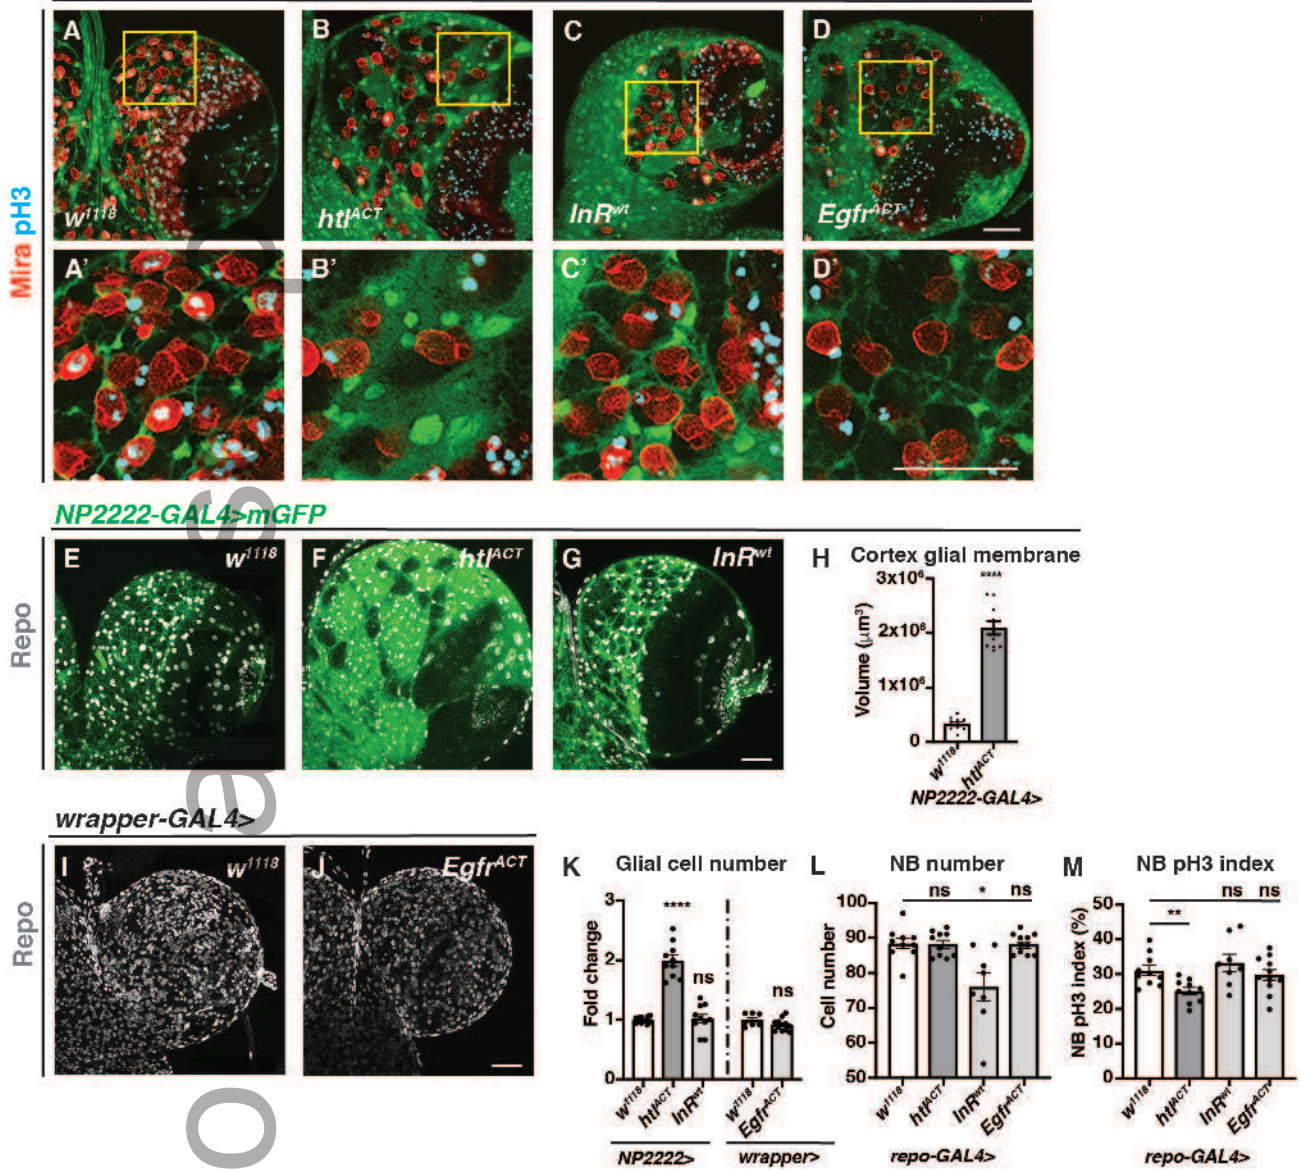 A
B
C
D
w1118
htlACT
InRwt
EgfrACT
Mira pH3
A'
B'
C'
D'
NP2222-GAL4>mGFP
Repo
E
w1118
F
htlACT
G
InRwt
H
Cortex glial membrane
Volume (μm3)
3x106
2x106
1x106
0
****
w1118
htlACT
NP2222-GAL4>
wrapper-GAL4>
Repo
I
w1118
J
EgfrACT
K
Glial cell number
Fold change
3
2
1
0
****
ns
ns
w1118
htlACT
InRwt
w1118
EgfrACT
NP2222>
wrapper>
L
NB number
Cell number
100
90
80
70
60
50
ns
*
ns
w1118
htlACT
InRwt
EgfrACT
repo-GAL4>
M
NB pH3 index
NB pH3 index (%)
50
40
30
20
10
0
**
ns
ns
w1118
htlACT
InRwt
EgfrACT
repo-GAL4>